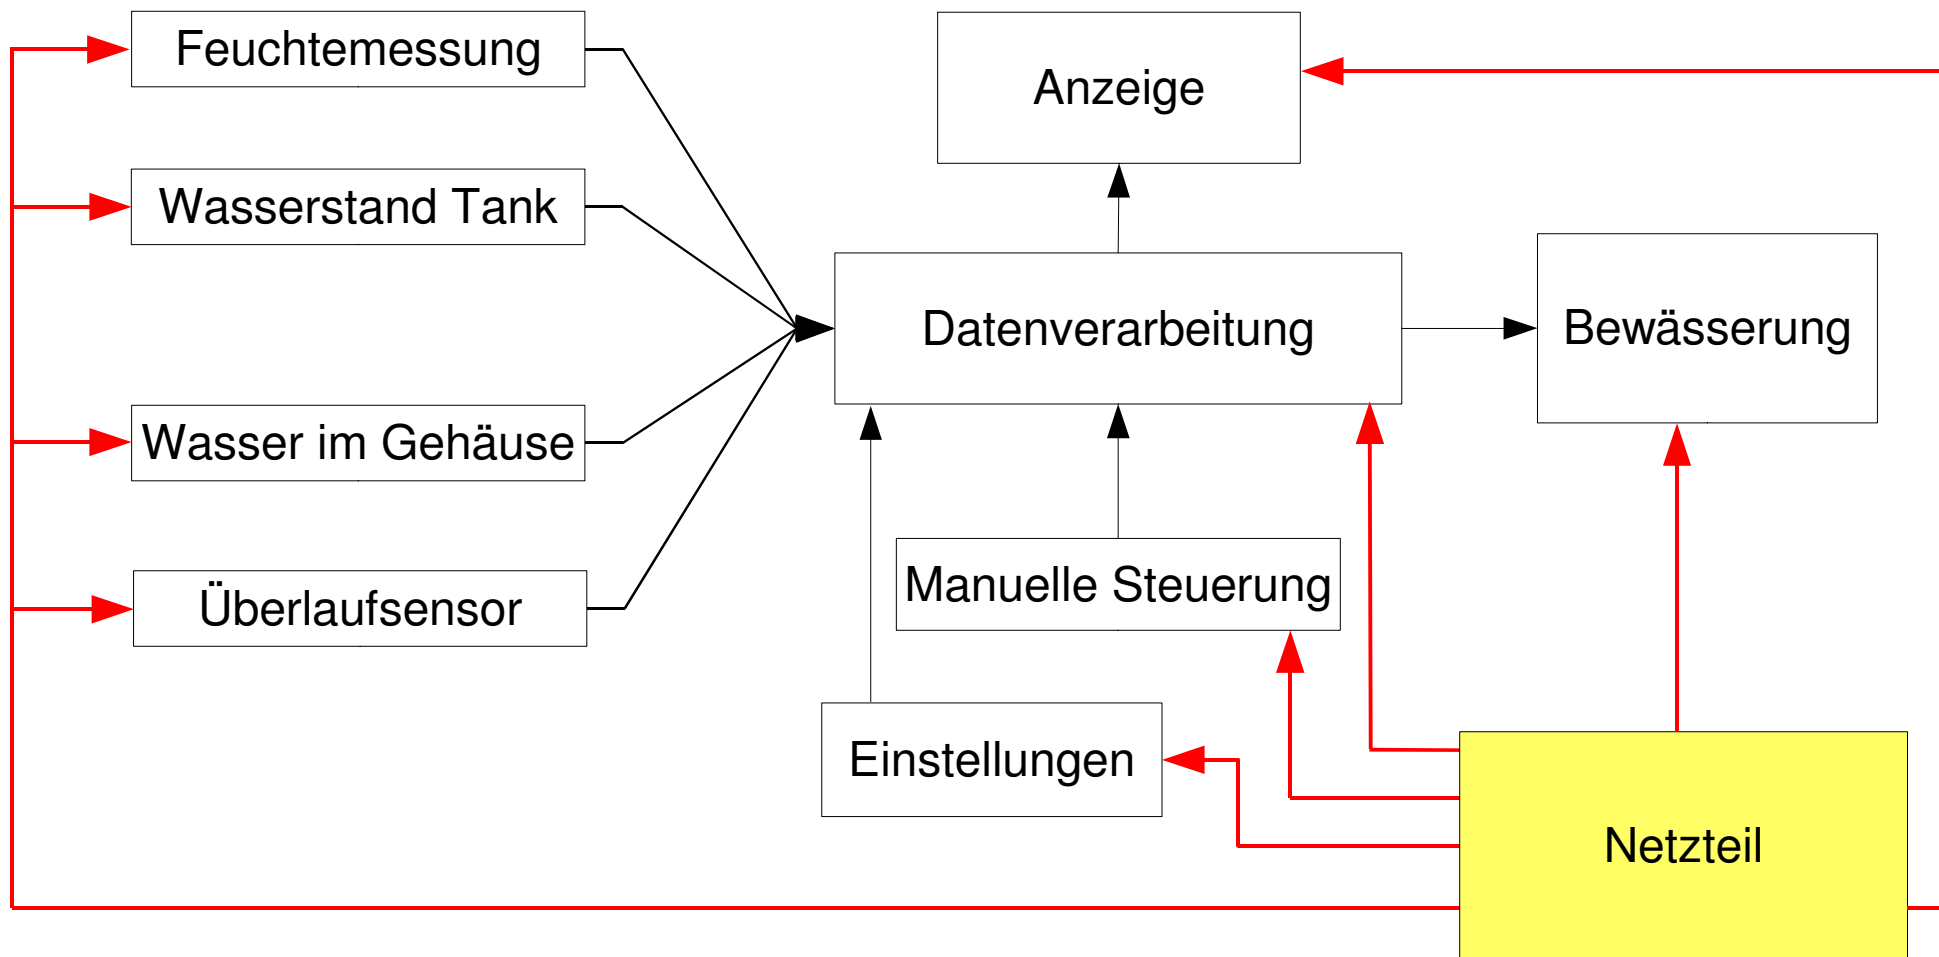 Feuchtemessung
Anzeige
Wasserstand Tank
Datenverarbeitung
Bewässerung
Wasser im Gehäuse
Manuelle Steuerung
Überlaufsensor
Einstellungen
Netzteil